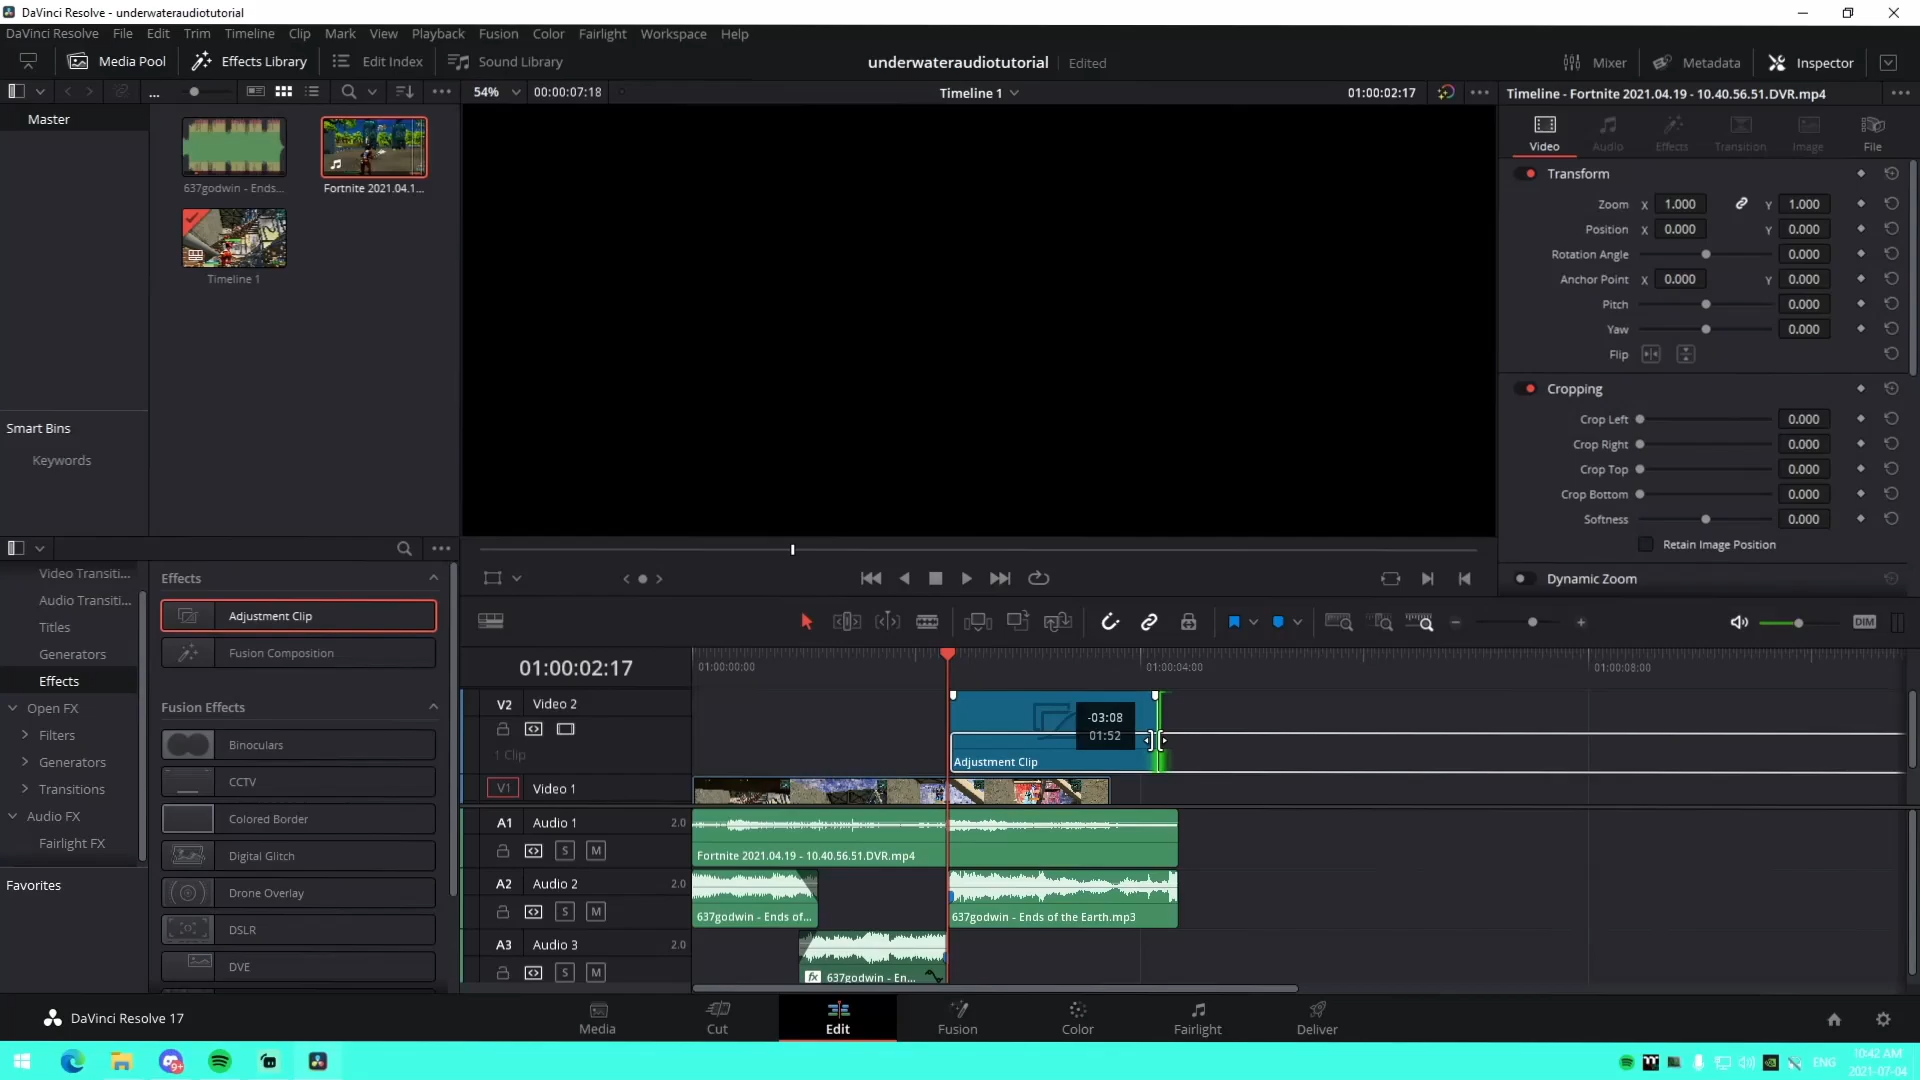 DaVinci Resolve - underwateraudiotutorial
DaVinci Resolve File Edit Trim Timeline Clip Mark View Playback Fusion Color Fairlight Workspace Help
Media Pool Effects Library Edit Index Sound Library underwateraudiotutorial Edited Mixer Metadata Inspector
... 54% 00:00:07:18 Timeline 1 01:00:02:17 Timeline - Fortnite 2021.04.19 - 10.40.56.51.DVR.mp4
Master
637godwin - Ends...
Fortnite 2021.04.1...
Timeline 1
Smart Bins
Keywords
Video Audio Effects Transition Image File
Transform
Zoom X 1.000 Y 1.000
Position X 0.000 Y 0.000
Rotation Angle 0.000
Anchor Point X 0.000 Y 0.000
Pitch 0.000
Yaw 0.000
Flip
Cropping
Crop Left 0.000
Crop Right 0.000
Crop Top 0.000
Crop Bottom 0.000
Softness 0.000
Retain Image Position
Dynamic Zoom
Video Transiti...
Audio Transiti...
Titles
Generators
Effects
Open FX
Filters
Generators
Transitions
Audio FX
Fairlight FX
Favorites
Effects
Adjustment Clip
Fusion Composition
Fusion Effects
Binoculars
CCTV
Colored Border
Digital Glitch
Drone Overlay
DSLR
DVE
DIM
01:00:02:17 01:00:00:00 01:00:04:00 01:00:08:00
V2 Video 2
1 Clip
-03:08
01:52
Adjustment Clip
V1 Video 1
A1 Audio 1 2.0
S M
Fortnite 2021.04.19 - 10.40.56.51.DVR.mp4
A2 Audio 2 2.0
S M
637godwin - Ends of...
637godwin - Ends of the Earth.mp3
A3 Audio 3 2.0
S M
fx 637godwin - En...
DaVinci Resolve 17 Media Cut Edit Fusion Color Fairlight Deliver
9+
ENG
10:42 AM
2021-07-04